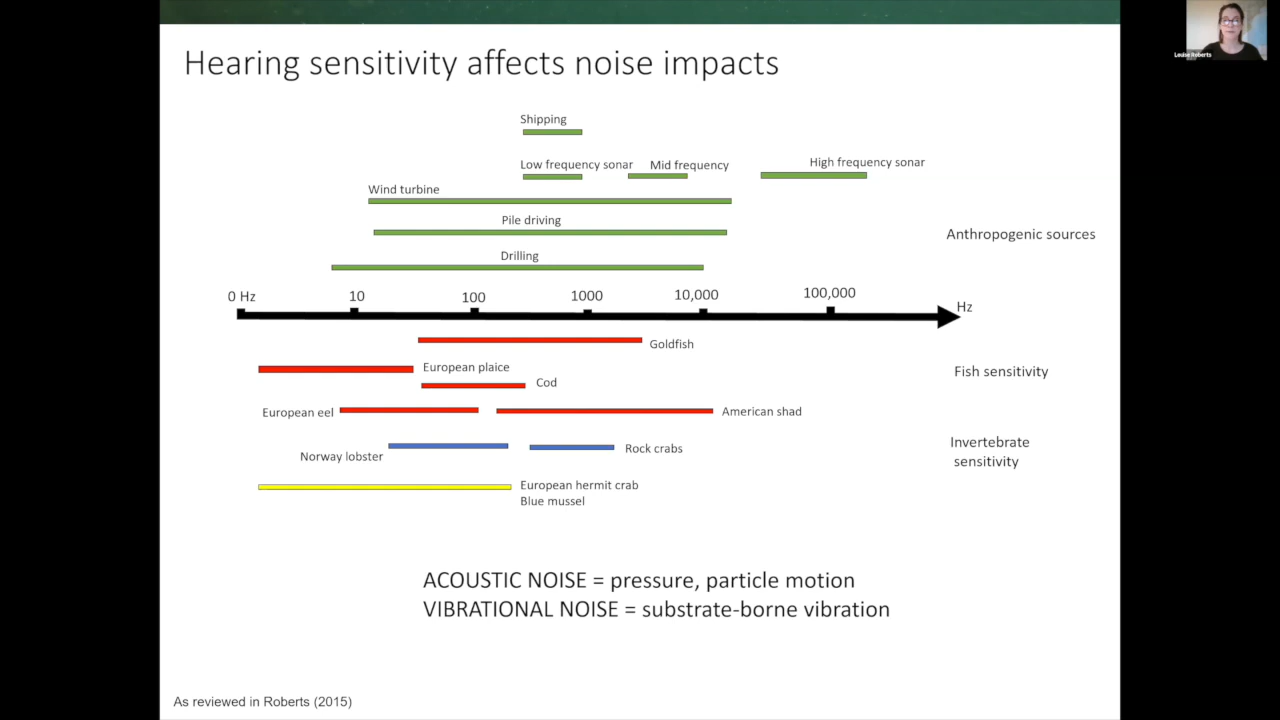 Hearing sensitivity affects noise impacts
Louise Roberts
Shipping
Low frequency sonar
Mid frequency
High frequency sonar
Wind turbine
Pile driving
Anthropogenic sources
Drilling
0 Hz
10
100
1000
10,000
100,000
Hz
Goldfish
European plaice
Fish sensitivity
Cod
European eel
American shad
Invertebrate
sensitivity
Norway lobster
Rock crabs
European hermit crab
Blue mussel
ACOUSTIC NOISE = pressure, particle motion
VIBRATIONAL NOISE = substrate-borne vibration
As reviewed in Roberts (2015)